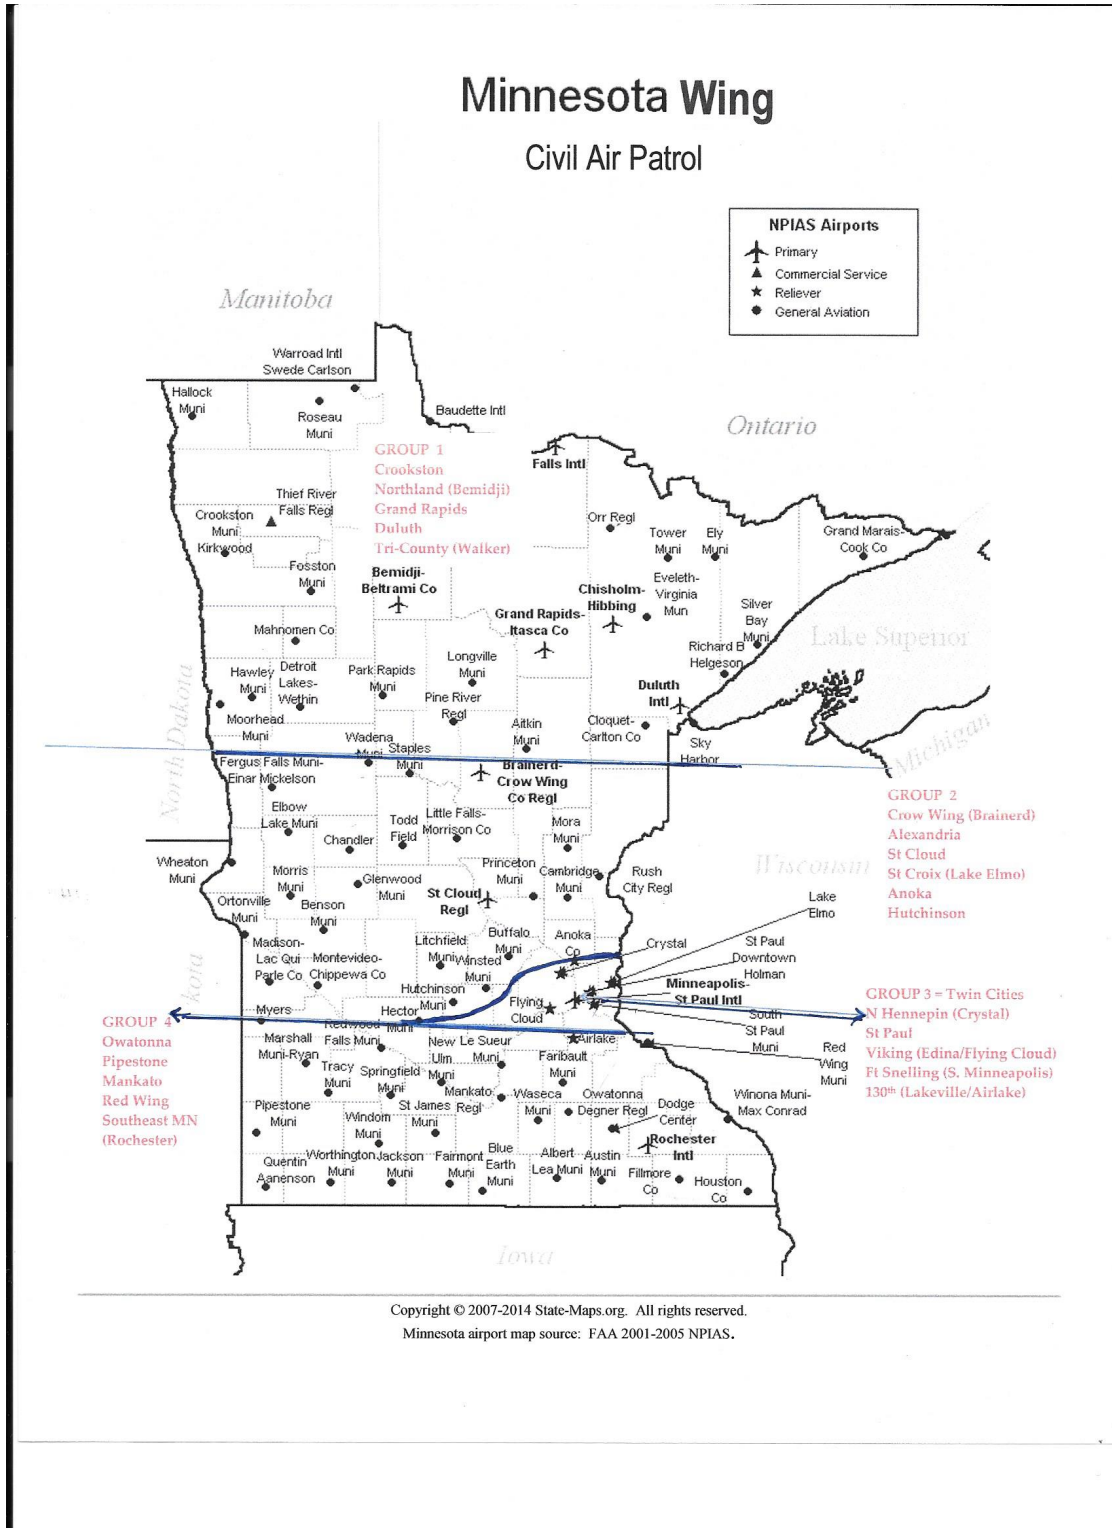 Minnesota Wing
Civil Air Patrol
NPIAS Airports
Primary
Commercial Service
Reliever
General Aviation
Manitoba
Ontario
North Dakota
Lake Superior
Michigan
Wisconsin
Iowa
Warroad Intl
Swede Carlson
Hallock
Muni
Roseau
Muni
Baudette Intl
GROUP 1
Crookston
Northland (Bemidji)
Grand Rapids
Duluth
Tri-County (Walker)
Falls Intl
Thief River
Falls Regl
Crookston
Muni
Kirkwood
Fosston
Muni
Orr Regl
Tower
Muni
Ely
Muni
Grand Marais-
Cook Co
Bemidji-
Beltrami Co
Chisholm-
Hibbing
Eveleth-
Virginia
Mun
Grand Rapids-
Itasca Co
Silver
Bay
Muni
Mahnomen Co
Richard B
Helgeson
Hawley
Muni
Detroit
Lakes-
Wethin
Park Rapids
Muni
Longville
Muni
Pine River
Regl
Duluth
Intl
Moorhead
Muni
Aitkin
Muni
Cloquet-
Carlton Co
Sky
Harbor
Wadena
Muni
Staples
Muni
Fergus Falls Muni-
Einar Mickelson
Brainerd-
Crow Wing
Co Regl
GROUP 2
Crow Wing (Brainerd)
Alexandria
St Cloud
St Croix (Lake Elmo)
Anoka
Hutchinson
Elbow
Lake Muni
Chandler
Todd
Field
Little Falls-
Morrison Co
Mora
Muni
Wheaton
Muni
Morris
Muni
Glenwood
Muni
Princeton
Muni
Cambridge
Muni
Rush
City Regl
Ortonville
Muni
Benson
Muni
St Cloud
Regl
Lake
Elmo
Madison-
Lac Qui
Parle Co
Montevideo-
Chippewa Co
Litchfield
Muni
Winsted
Muni
Buffalo
Muni
Anoka
Co
Crystal
St Paul
Downtown
Holman
Minneapolis-
St Paul Intl
Hutchinson
Muni
Flying
Cloud
South
St Paul
Muni
GROUP 3 = Twin Cities
N Hennepin (Crystal)
St Paul
Viking (Edina/Flying Cloud)
Ft Snelling (S. Minneapolis)
130th (Lakeville/Airlake)
GROUP 4
Owatonna
Pipestone
Mankato
Red Wing
Southeast MN
(Rochester)
Myers
Hector
Muni
Redwood
Falls Muni
Marshall
Muni-Ryan
New
Ulm
Muni
Le Sueur
Muni
Airlake
Faribault
Muni
Red
Wing
Muni
Tracy
Muni
Springfield
Muni
Mankato
Regl
Waseca
Muni
Owatonna
Degner Regl
Dodge
Center
Winona Muni-
Max Conrad
Pipestone
Muni
Windom
Muni
St James
Muni
Rochester
Intl
Quentin
Aanenson
Worthington
Muni
Jackson
Muni
Fairmont
Muni
Blue
Earth
Muni
Albert
Lea Muni
Austin
Muni
Fillmore
Co
Houston
Co
Copyright © 2007-2014 State-Maps.org. All rights reserved.
Minnesota airport map source: FAA 2001-2005 NPIAS.